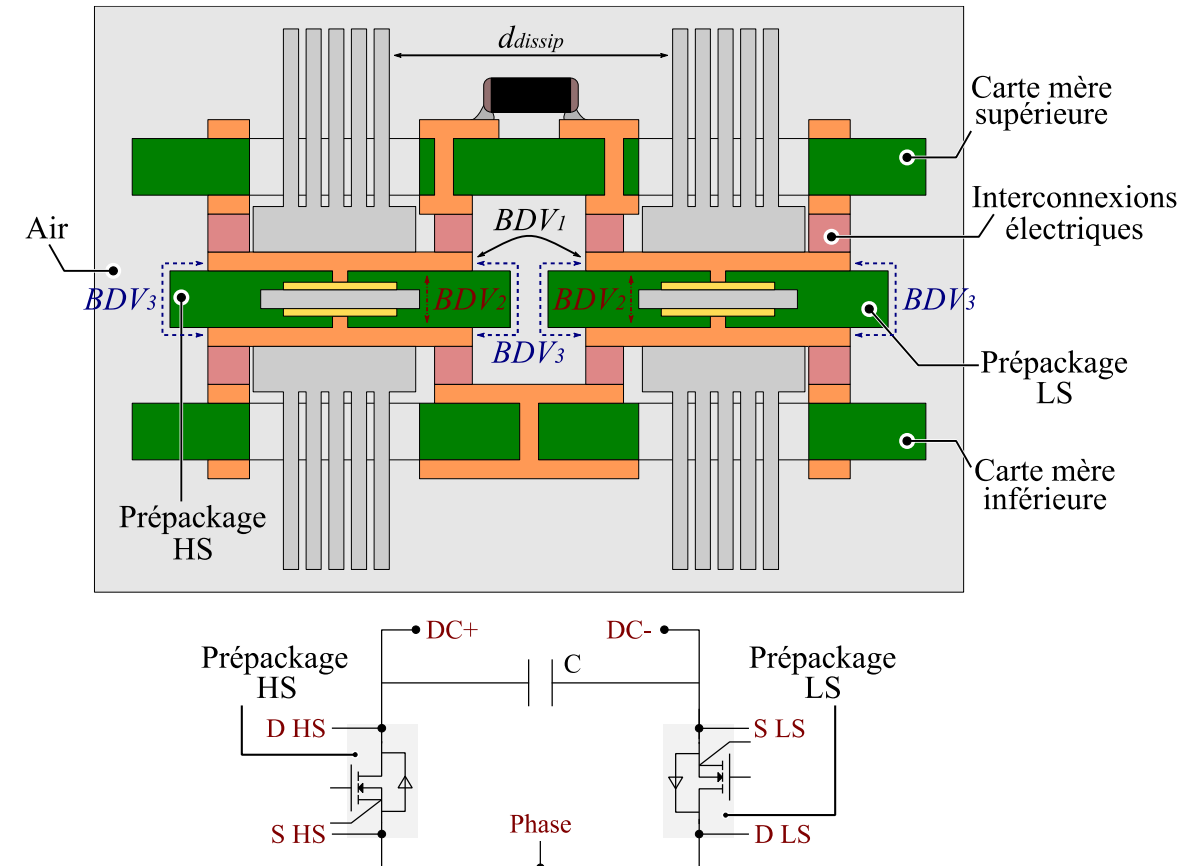 d_dissip
Carte mère
supérieure
Interconnexions
électriques
Air
BDV₁
BDV₃
BDV₂
BDV₂
BDV₃
BDV₃
Prépackage
LS
Carte mère
inférieure
Prépackage
HS
DC+
DC-
Prépackage
HS
C
Prépackage
LS
D HS
S LS
S HS
Phase
D LS